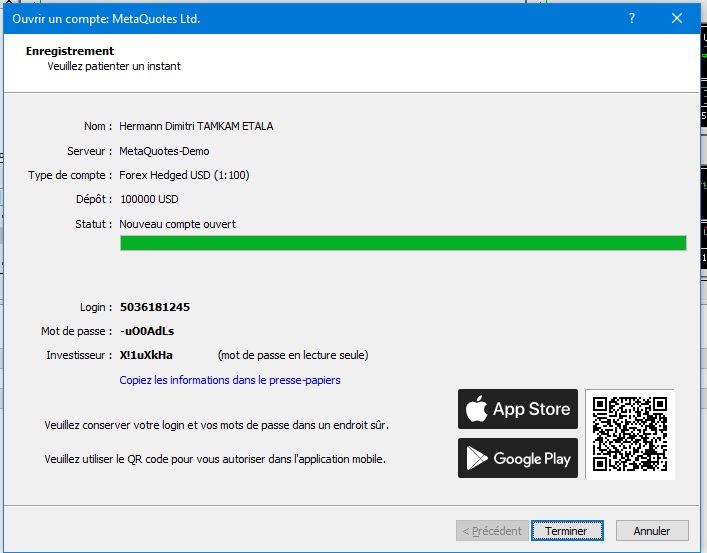 Ouvrir un compte: MetaQuotes Ltd.
Enregistrement
Veuillez patienter un instant
Nom : Hermann Dimitri TAMKAM ETALA
Serveur : MetaQuotes-Demo
Type de compte : Forex Hedged USD (1:100)
Dépôt : 100000 USD
Statut : Nouveau compte ouvert
Login : 5036181245
Mot de passe : -uO0AdLs
Investisseur : X!1uXkHa (mot de passe en lecture seule)
Copiez les informations dans le presse-papiers
App Store
Veuillez conserver votre login et vos mots de passe dans un endroit sûr.
Google Play
Veuillez utiliser le QR code pour vous autoriser dans l'application mobile.
< Précédent Terminer Annuler